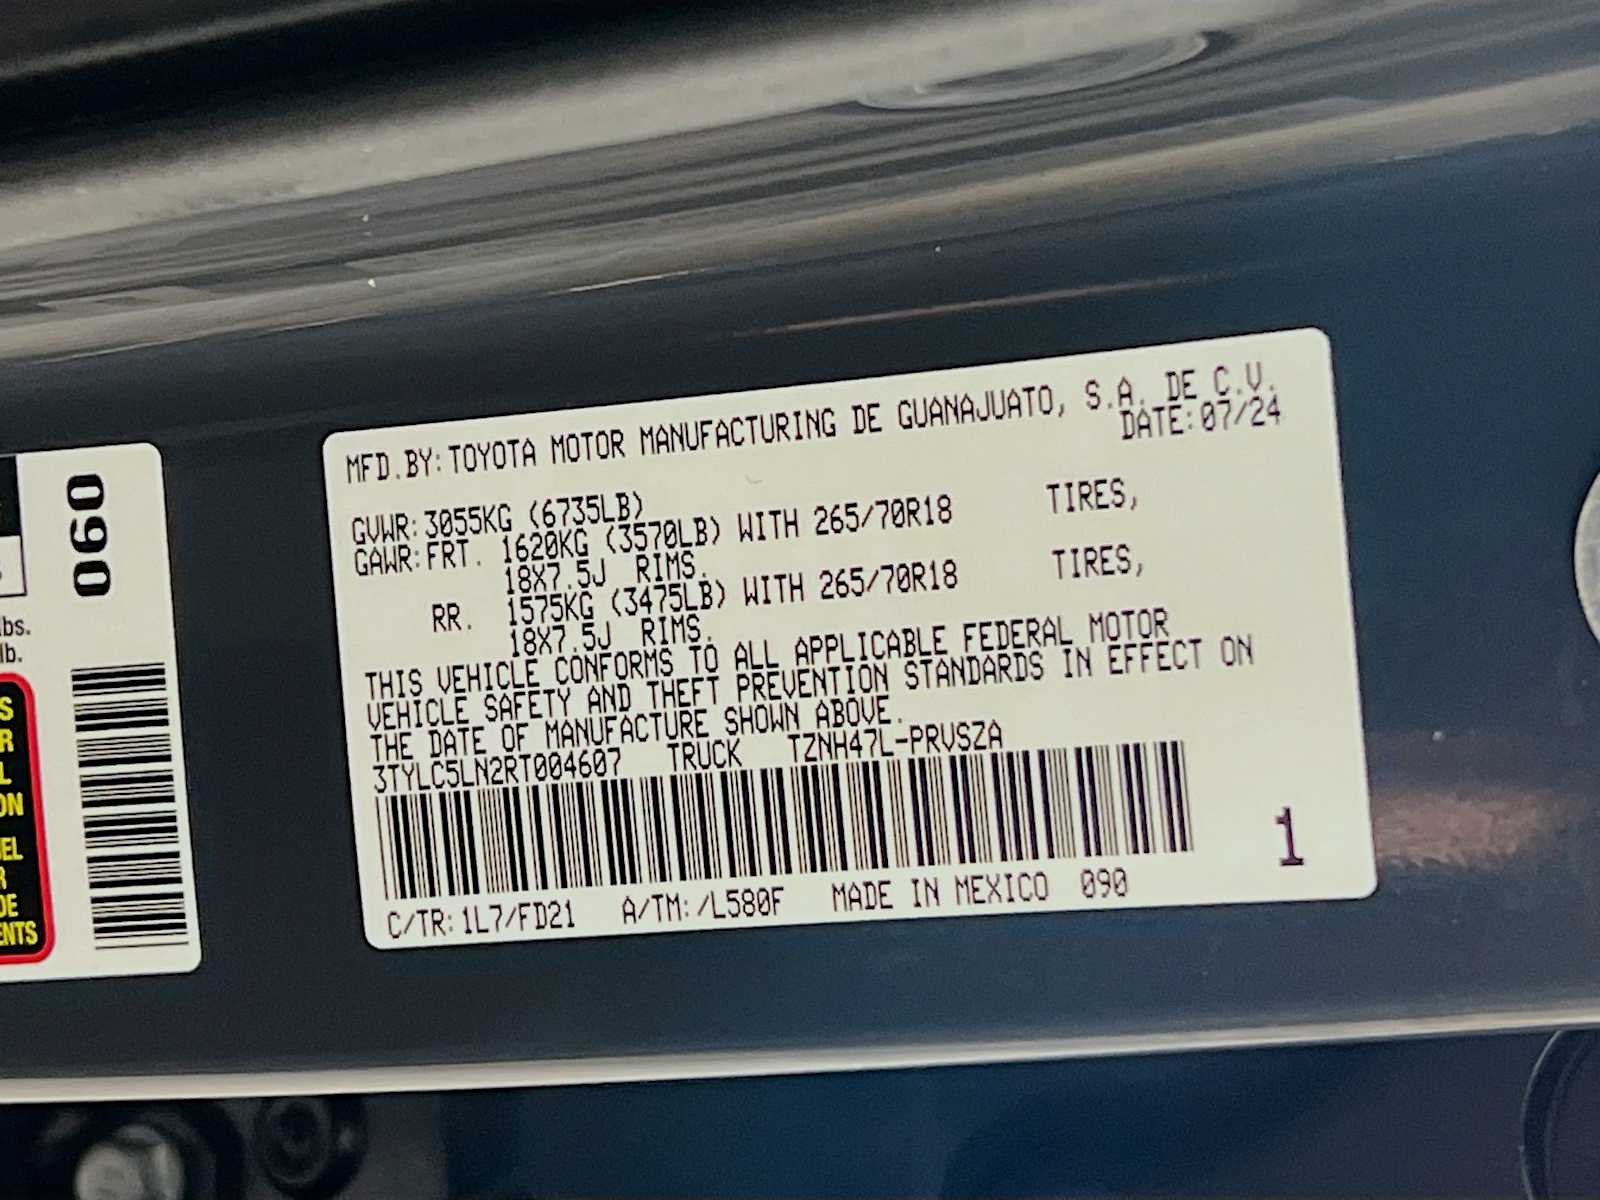 MFD.BY:TOYOTA MOTOR MANUFACTURING DE GUANAJUATO, S.A. DE C.V.
DATE:07/24
GVWR:3055KG (6735LB)
GAWR:FRT. 1620KG (3570LB) WITH 265/70R18 TIRES,
18X7.5J RIMS.
RR. 1575KG (3475LB) WITH 265/70R18 TIRES,
18X7.5J RIMS.
THIS VEHICLE CONFORMS TO ALL APPLICABLE FEDERAL MOTOR
VEHICLE SAFETY AND THEFT PREVENTION STANDARDS IN EFFECT ON
THE DATE OF MANUFACTURE SHOWN ABOVE.
3TYLC5LN2RT004607 TRUCK TZNH47L-PRVSZA
1
C/TR:1L7/FD21 A/TM:/L580F MADE IN MEXICO 090
090
lb.